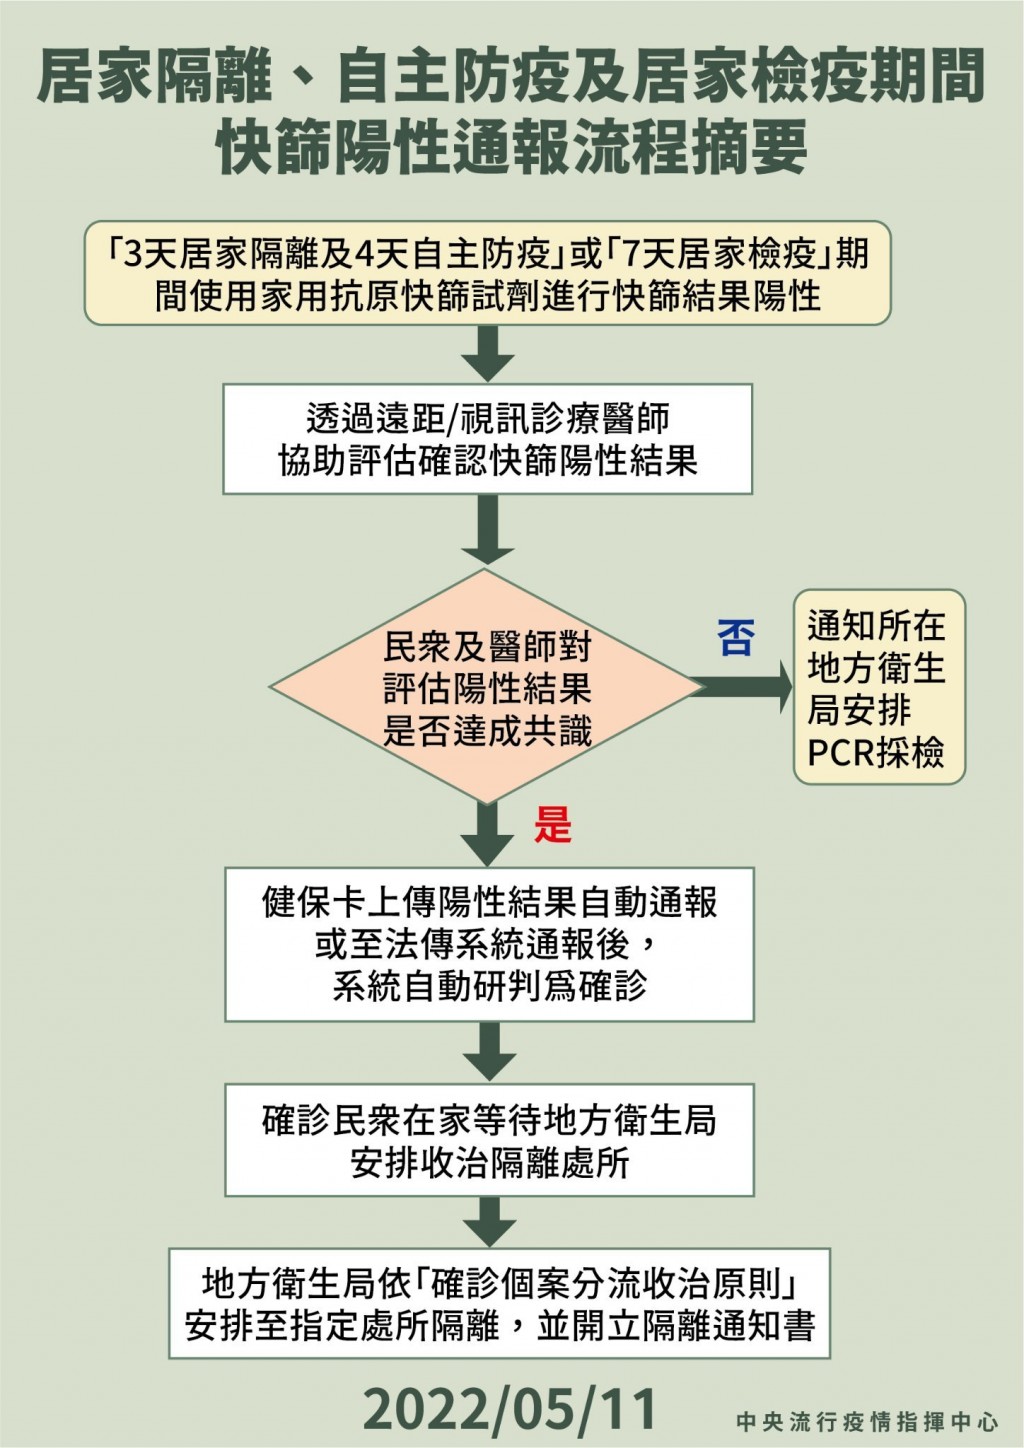 居家隔離、自主防疫及居家檢疫期間
快篩陽性通報流程摘要
「3天居家隔離及4天自主防疫」或「7天居家檢疫」期
間使用家用抗原快篩試劑進行快篩結果陽性
透過遠距/視訊診療醫師
協助評估確認快篩陽性結果
民眾及醫師對
評估陽性結果
是否達成共識
否
通知所在
地方衛生
局安排
PCR採檢
是
健保卡上傳陽性結果自動通報
或至法傳系統通報後，
系統自動研判爲確診
確診民眾在家等待地方衛生局
安排收治隔離處所
地方衛生局依「確診個案分流收治原則」
安排至指定處所隔離，並開立隔離通知書
2022/05/11
中央流行疫情指揮中心